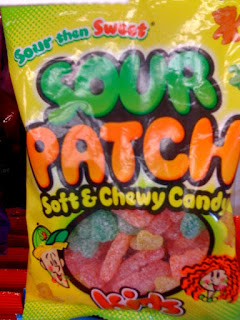 Sour then Sweet
SOUR
PATCH
Soft & Chewy Candy
kids